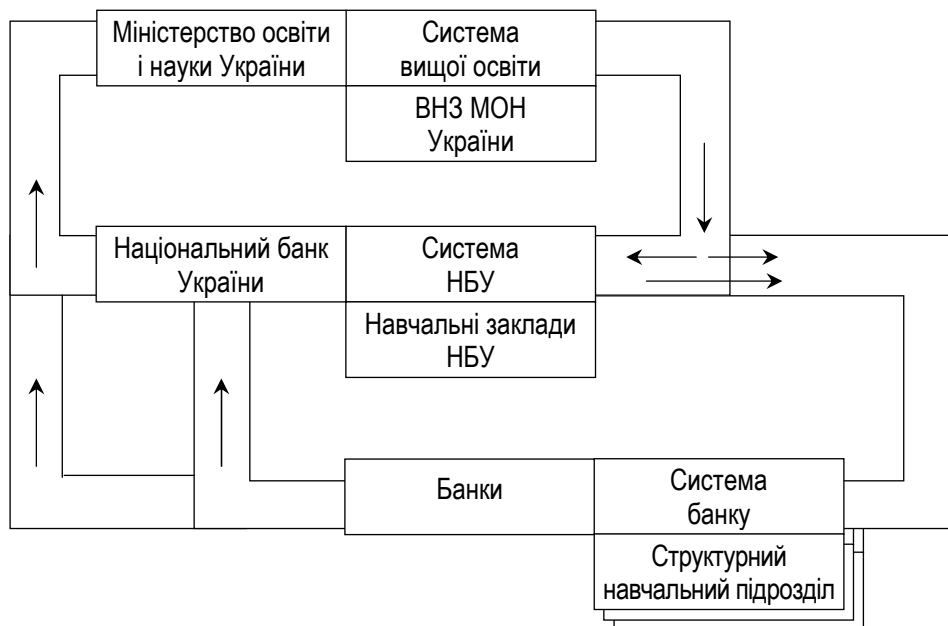 Міністерство освіти
і науки України
Система
вищої освіти
ВНЗ МОН
України
Національний банк
України
Система
НБУ
Навчальні заклади
НБУ
Банки
Система
банку
Структурний
навчальний підрозділ